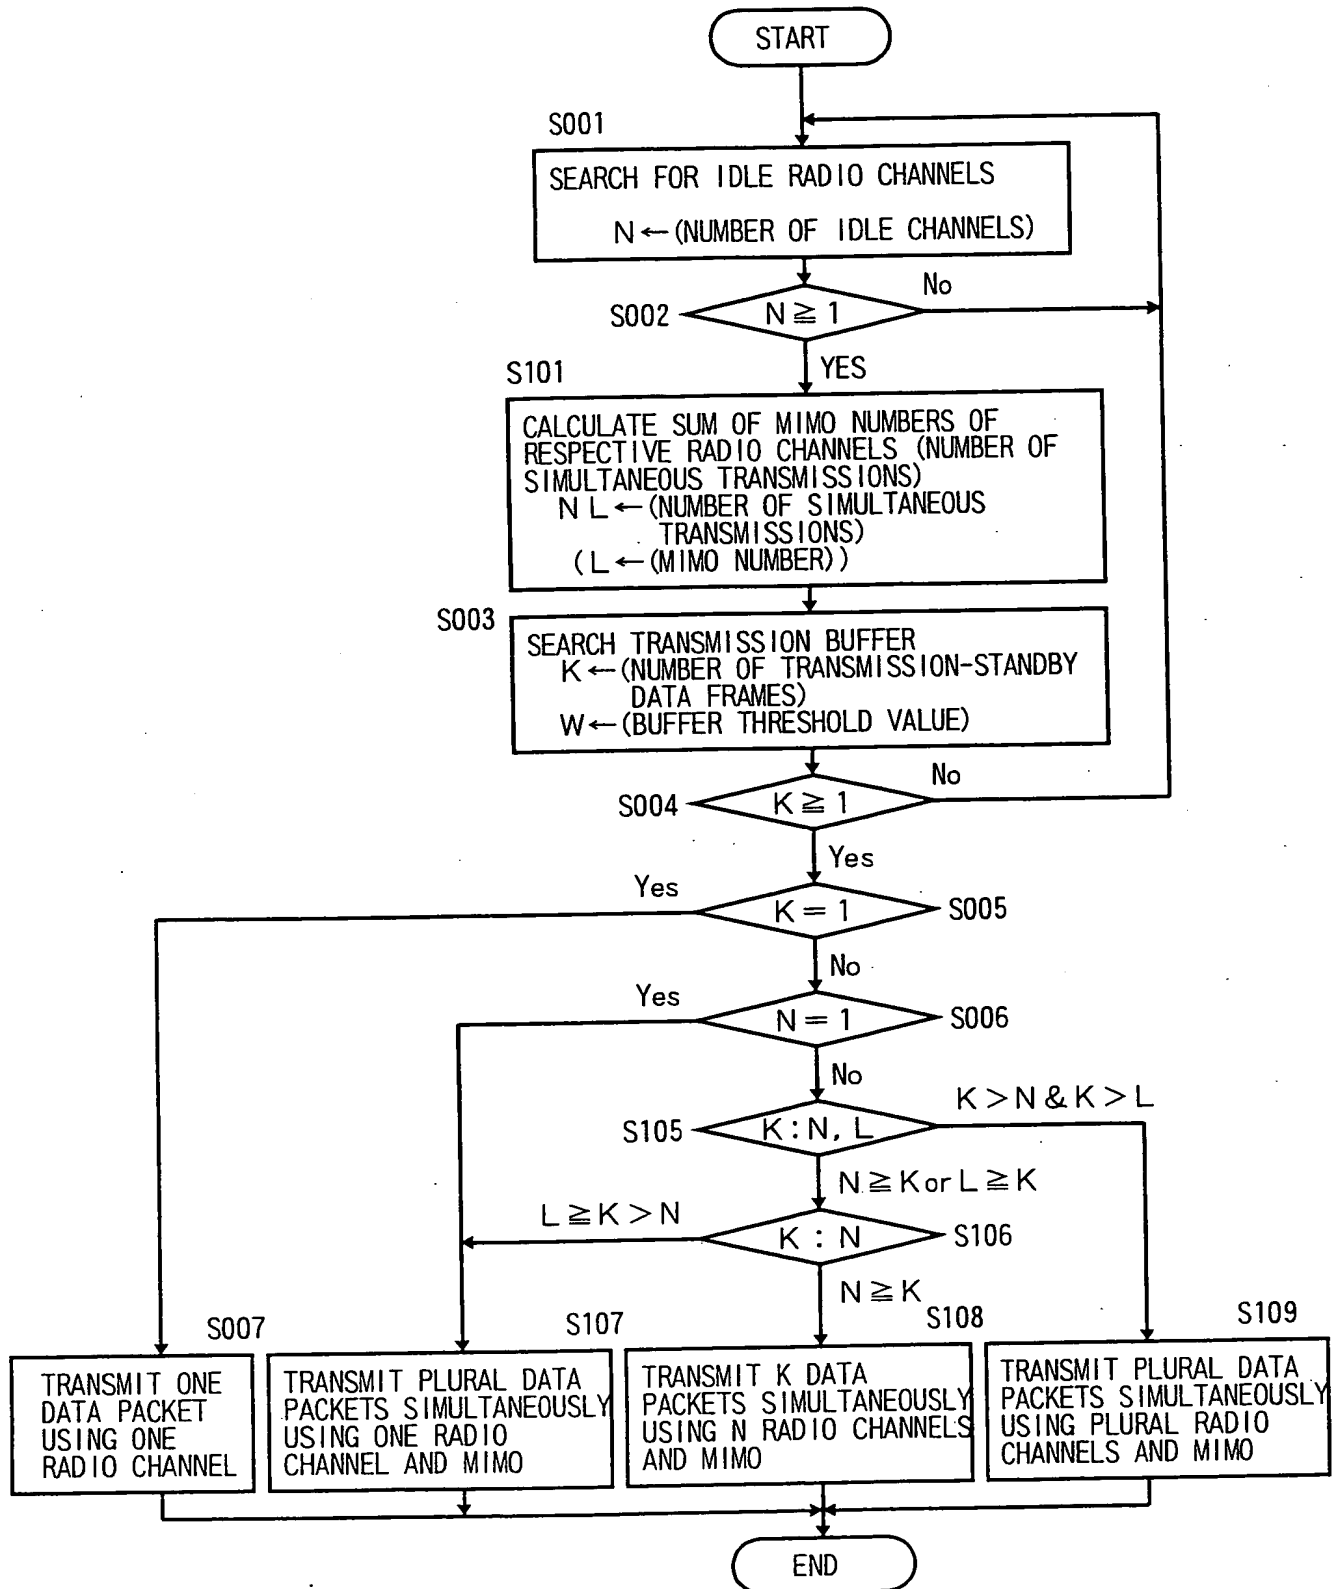 START
S001
SEARCH FOR IDLE RADIO CHANNELS
N←(NUMBER OF IDLE CHANNELS)
No
S002
N≧1
YES
S101
CALCULATE SUM OF MIMO NUMBERS OF
RESPECTIVE RADIO CHANNELS (NUMBER OF
SIMULTANEOUS TRANSMISSIONS)
NL←(NUMBER OF SIMULTANEOUS
TRANSMISSIONS)
(L←(MIMO NUMBER))
S003
SEARCH TRANSMISSION BUFFER
K←(NUMBER OF TRANSMISSION-STANDBY
DATA FRAMES)
W←(BUFFER THRESHOLD VALUE)
No
S004
K≧1
Yes
Yes
K=1
S005
No
Yes
N=1
S006
No
K>N&K>L
S105
K:N, L
N≧K or L≧K
L≧K>N
K:N
S106
N≧K
S007
S107
S108
S109
TRANSMIT ONE
DATA PACKET
USING ONE
RADIO CHANNEL
TRANSMIT PLURAL DATA
PACKETS SIMULTANEOUSLY
USING ONE RADIO
CHANNEL AND MIMO
TRANSMIT K DATA
PACKETS SIMULTANEOUSLY
USING N RADIO CHANNELS
AND MIMO
TRANSMIT PLURAL DATA
PACKETS SIMULTANEOUSLY
USING PLURAL RADIO
CHANNELS AND MIMO
END